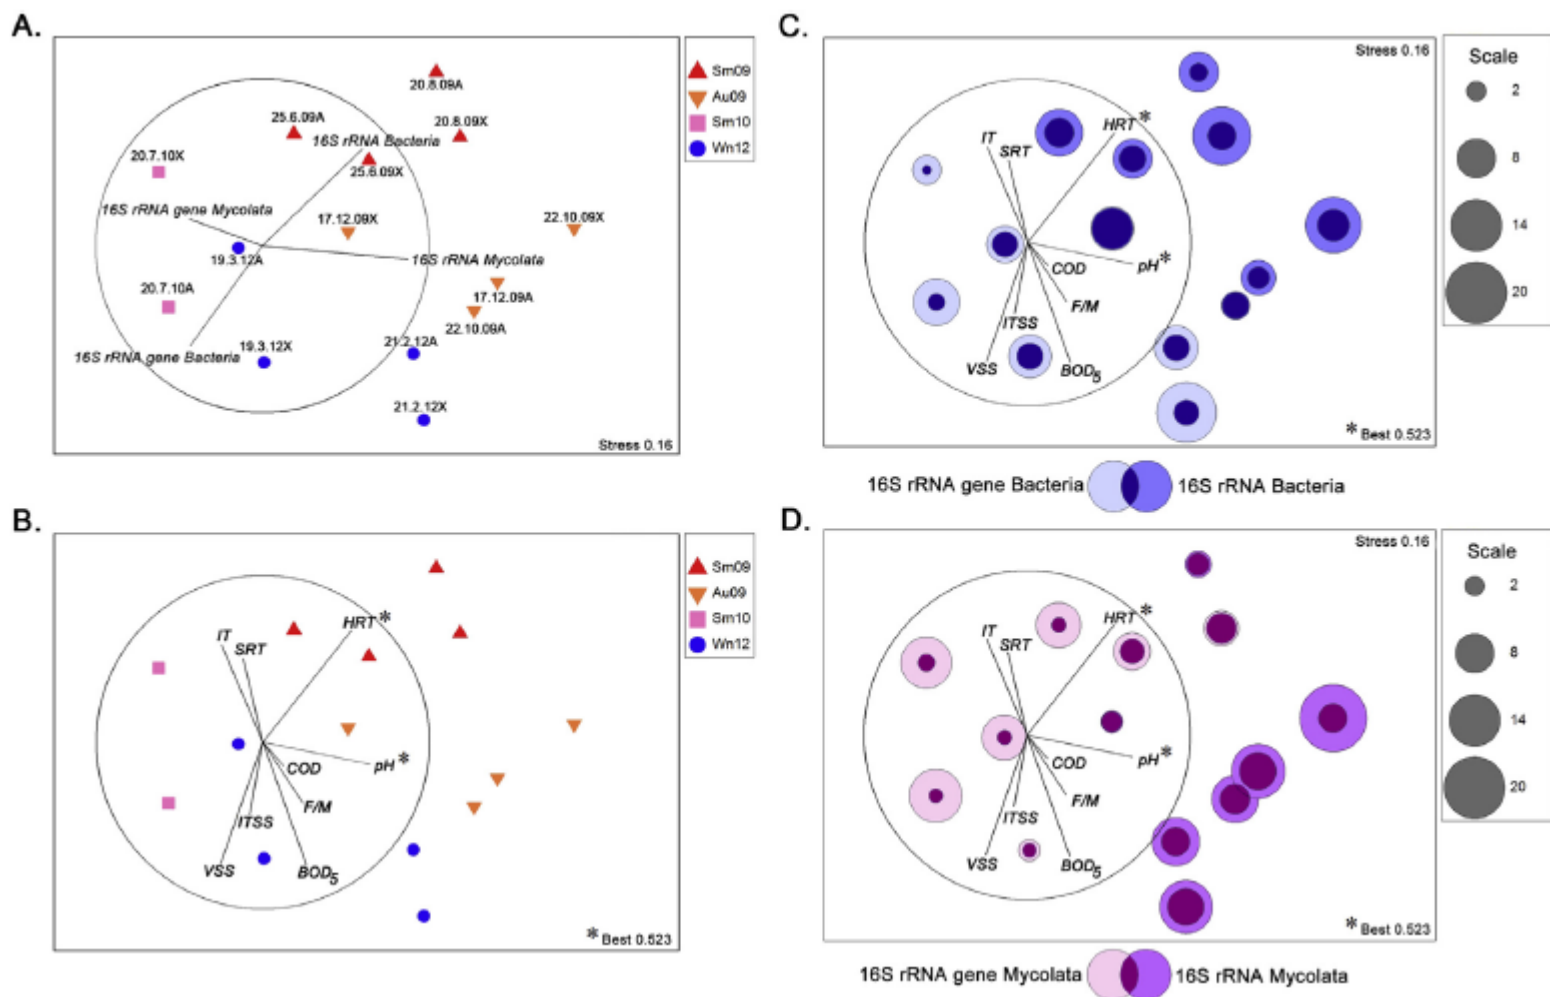 A.
20.8.09A
25.6.09A
16S rRNA Bacteria
20.8.09X
20.7.10X
25.6.09X
16S rRNA gene Mycolata
17.12.09X
22.10.09X
19.3.12A
16S rRNA Mycolata
20.7.10A
17.12.09A
22.10.09A
19.3.12X
21.2.12A
16S rRNA gene Bacteria
21.2.12X
Stress 0.16
Sm09
Au09
Sm10
Wn12
C.
Stress 0.16
IT
SRT
HRT*
COD
pH*
F/M
ITSS
VSS
BOD5
* Best 0.523
Scale
2
8
14
20
16S rRNA gene Bacteria
16S rRNA Bacteria
B.
IT
SRT
HRT*
COD
pH*
F/M
ITSS
VSS
BOD5
* Best 0.523
Sm09
Au09
Sm10
Wn12
D.
Stress 0.16
IT
SRT
HRT*
COD
pH*
F/M
ITSS
VSS
BOD5
* Best 0.523
Scale
2
8
14
20
16S rRNA gene Mycolata
16S rRNA Mycolata